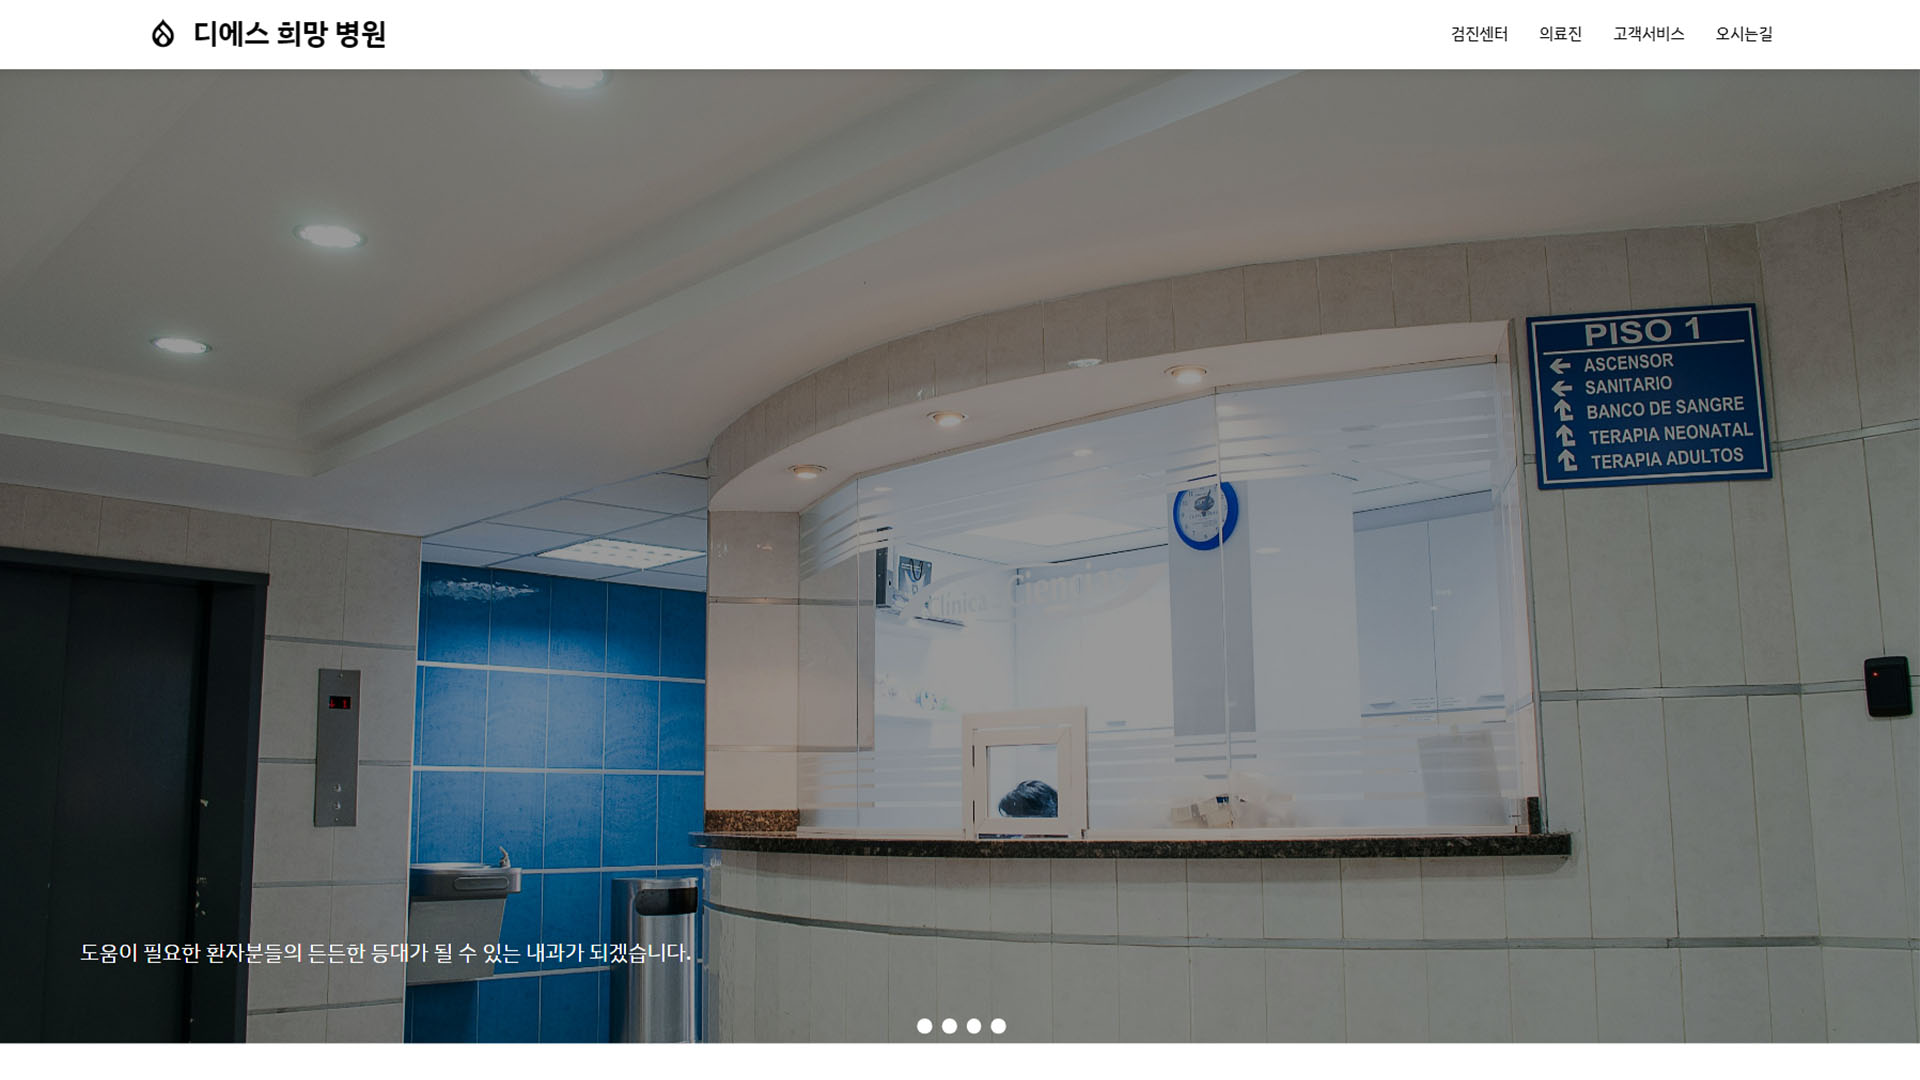 디에스 희망 병원
검진센터 의료진 고객서비스 오시는길
PISO 1
← ASCENSOR
← SANITARIO
BANCO DE SANGRE
TERAPIA NEONATAL
TERAPIA ADULTOS
Clínica Ciencias
도움이 필요한 환자분들의 든든한 등대가 될 수 있는 내과가 되겠습니다.